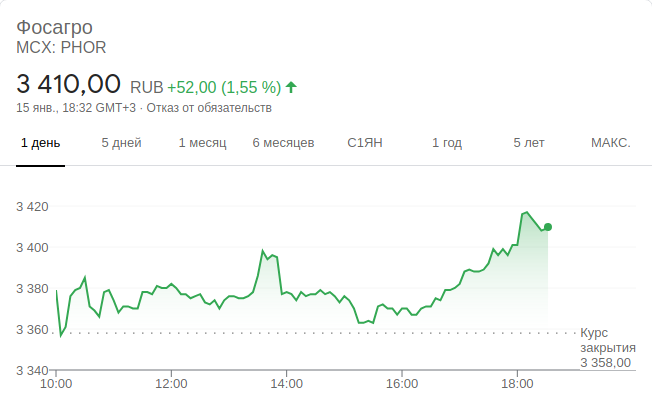 Фосагро
MCX: PHOR
3 410,00 RUB +52,00 (1,55 %)
15 янв., 18:32 GMT+3 · Отказ от обязательств
1 день 5 дней 1 месяц 6 месяцев С1ЯН 1 год 5 лет МАКС.
3 420
3 400
3 380
3 360
Курс
закрытия
3 358,00
3 340
10:00 12:00 14:00 16:00 18:00